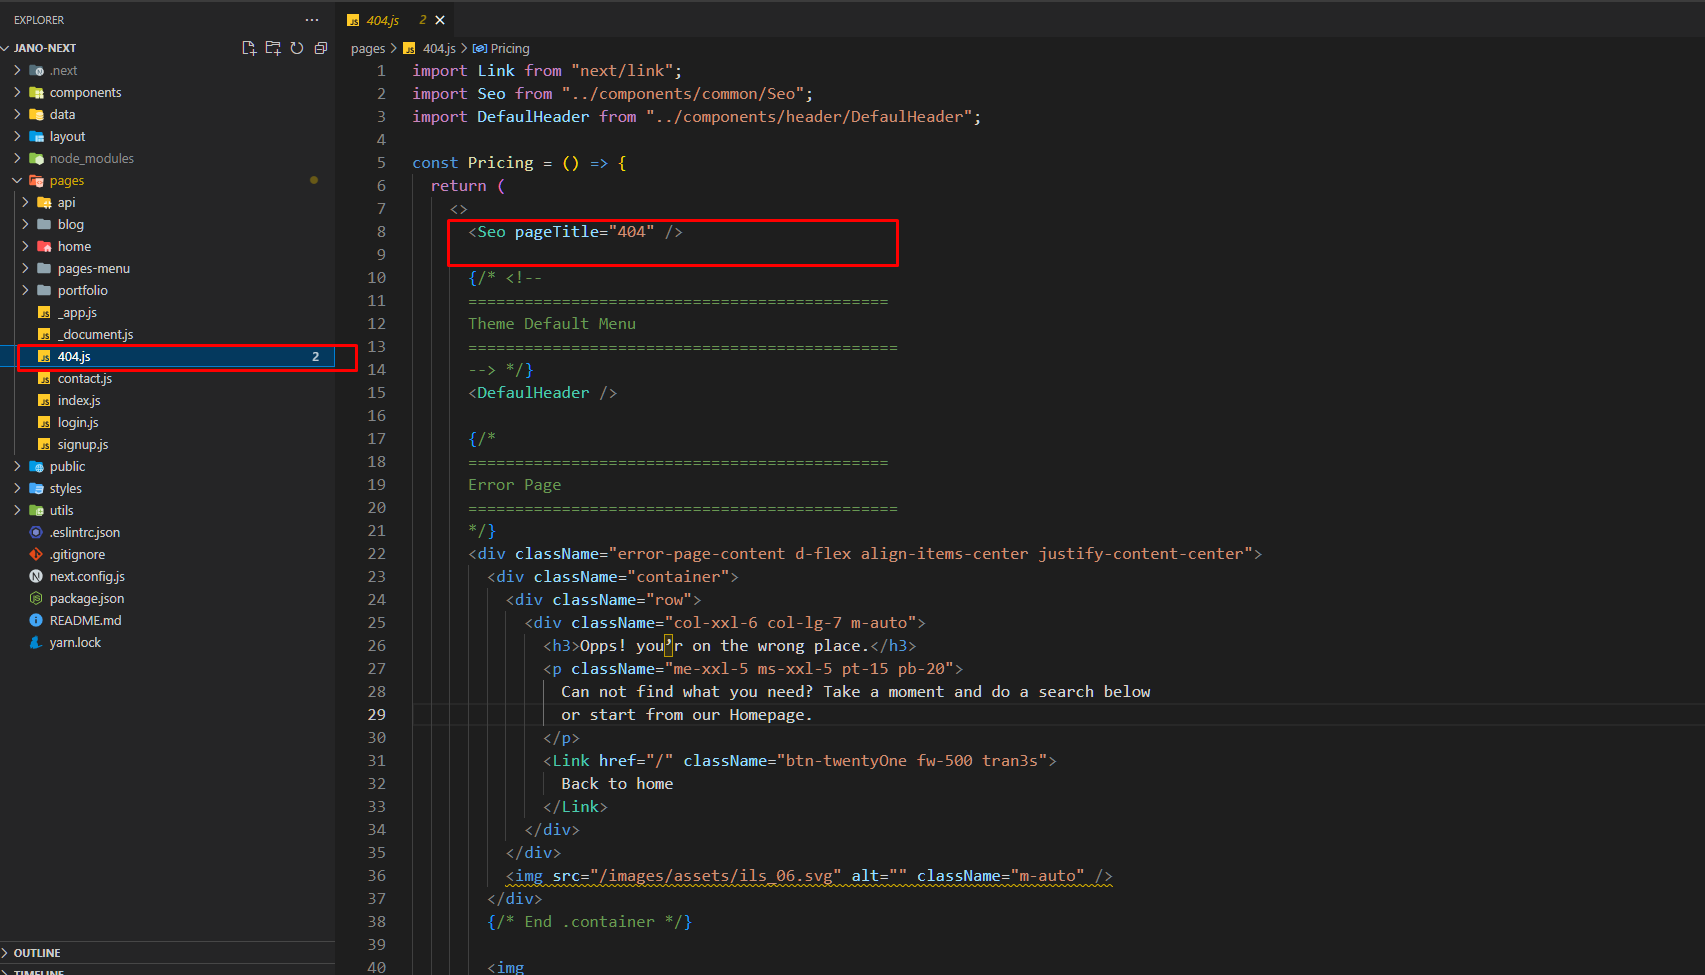 EXPLORER
JANO-NEXT
.next
components
data
layout
node_modules
pages
api
blog
home
pages-menu
portfolio
_app.js
_document.js
404.js 2
contact.js
index.js
login.js
signup.js
public
styles
utils
.eslintrc.json
.gitignore
next.config.js
package.json
README.md
yarn.lock
OUTLINE
TIMELINE
404.js 2
pages > 404.js > Pricing
1 import Link from "next/link";
2 import Seo from "../components/common/Seo";
3 import DefaulHeader from "../components/header/DefaulHeader";
4
5 const Pricing = () => {
6 return (
7 <>
8 <Seo pageTitle="404" />
9
10 {/* <!--
11 =============================================
12 Theme Default Menu
13 ==============================================
14 --> */}
15 <DefaulHeader />
16
17 {/*
18 =============================================
19 Error Page
20 ==============================================
21 */}
22 <div className="error-page-content d-flex align-items-center justify-content-center">
23 <div className="container">
24 <div className="row">
25 <div className="col-xxl-6 col-lg-7 m-auto">
26 <h3>Opps! you’r on the wrong place.</h3>
27 <p className="me-xxl-5 ms-xxl-5 pt-15 pb-20">
28 Can not find what you need? Take a moment and do a search below
29 or start from our Homepage.
30 </p>
31 <Link href="/" className="btn-twentyOne fw-500 tran3s">
32 Back to home
33 </Link>
34 </div>
35 </div>
36 <img src="/images/assets/ils_06.svg" alt="" className="m-auto" />
37 </div>
38 {/* End .container */}
39
40 <img